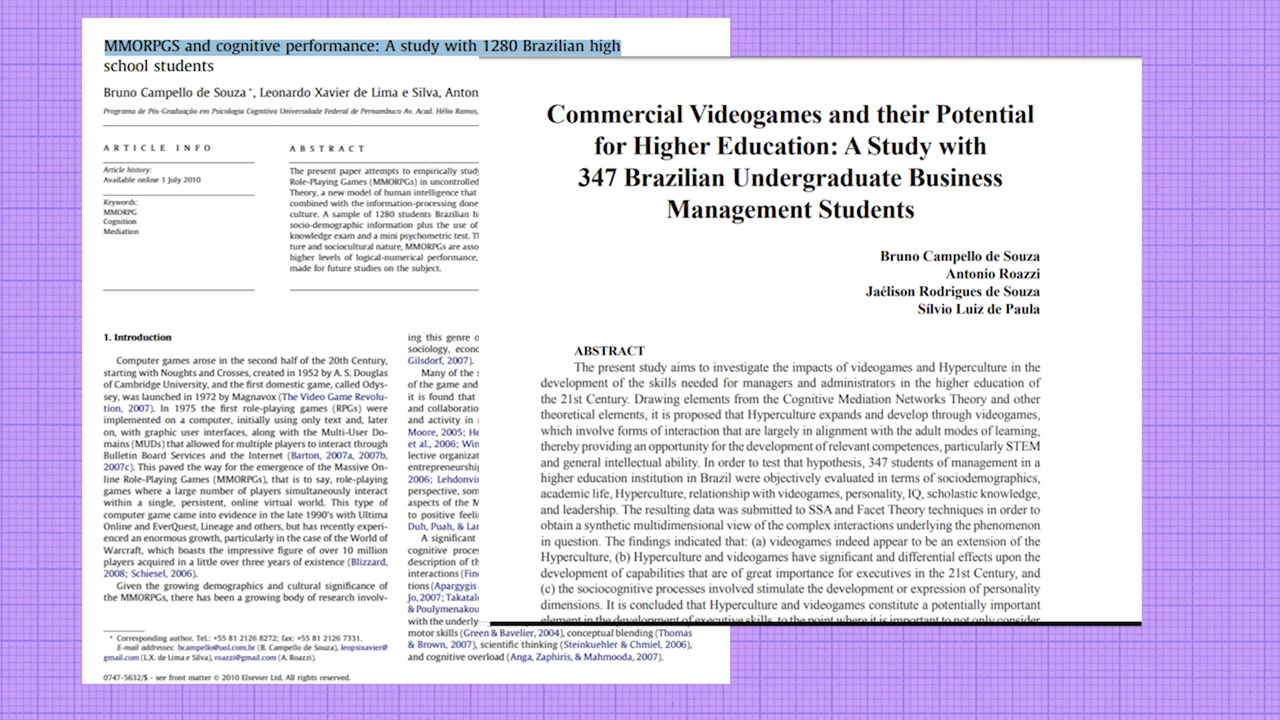 MMORPGS and cognitive performance: A study with 1280 Brazilian high
school students
Bruno Campello de Souza *, Leonardo Xavier de Lima e Silva, Anton
Programa de Pós-Graduação em Psicologia Cognitiva Universidade Federal de Pernambuco Av. Acad. Hélio Ramos,
ARTICLE INFO
Article history:
Available online 1 July 2010
Keywords:
MMORPG
Cognition
Mediation
ABSTRACT
The present paper attempts to empirically study
Role-Playing Games (MMORPGs) in uncontrolled
Theory, a new model of human intelligence that
combined with the information-processing done
culture. A sample of 1280 students Brazilian hi
socio-demographic information plus the use of
knowledge exam and a mini psychometric test. Th
ture and sociocultural nature, MMORPGs are asso
higher levels of logical-numerical performance,
made for future studies on the subject.
1. Introduction
Computer games arose in the second half of the 20th Century,
starting with Noughts and Crosses, created in 1952 by A. S. Douglas
of Cambridge University, and the first domestic game, called Odys-
sey, was launched in 1972 by Magnavox (The Video Game Revolu-
tion, 2007). In 1975 the first role-playing games (RPGs) were
implemented on a computer, initially using only text and, later
on, with graphic user interfaces, along with the Multi-User Do-
mains (MUDs) that allowed for multiple players to interact through
Bulletin Board Services and the Internet (Barton, 2007a, 2007b,
2007c). This paved the way for the emergence of the Massive On-
line Role-Playing Games (MMORPGs), that is to say, role-playing
games where a large number of players simultaneously interact
within a single, persistent, online virtual world. This type of
computer game came into evidence in the late 1990's with Ultima
Online and EverQuest, Lineage and others, but has recently experi-
enced an enormous growth, particularly in the case of the World of
Warcraft, which boasts the impressive figure of over 10 million
players acquired in a little over three years of existence (Blizzard,
2008; Schiesel, 2006).
Given the growing demographics and cultural significance of
the MMORPGs, there has been a growing body of research involv-
* Corresponding author. Tel.: +55 81 2126 8272; fax: +55 81 2126 7331.
E-mail addresses: bcampello@uol.com.br (B. Campello de Souza), leopsixavier@
gmail.com (L.X. de Lima e Silva), roazzi@gmail.com (A. Roazzi).
0747-5632/$ - see front matter © 2010 Elsevier Ltd. All rights reserved.
ing this genre o
sociology, econo
Gilsdorf, 2007).
Many of the s
of the game and
it is found that
and collaboration
and activity in
Moore, 2005; He
et al., 2006; Win
lective organizat
entrepreneurship
2006; Lehdonvir
perspective, som
aspects of the M
to positive feeli
Duh, Puah, & Lar
A significant
cognitive proces
description of th
interactions (Find
tions (Apargygis
Jo, 2007; Takatal
& Poulymenakou
with the underly
motor skills (Green & Bavelier, 2004), conceptual blending (Thomas
& Brown, 2007), scientific thinking (Steinkuehler & Chmiel, 2006),
and cognitive overload (Anga, Zaphiris, & Mahmooda, 2007).
Commercial Videogames and their Potential
for Higher Education: A Study with
347 Brazilian Undergraduate Business
Management Students
Bruno Campello de Souza
Antonio Roazzi
Jaélison Rodrigues de Souza
Sílvio Luiz de Paula
ABSTRACT
The present study aims to investigate the impacts of videogames and Hyperculture in the
development of the skills needed for managers and administrators in the higher education of
the 21st Century. Drawing elements from the Cognitive Mediation Networks Theory and other
theoretical elements, it is proposed that Hyperculture expands and develop through videogames,
which involve forms of interaction that are largely in alignment with the adult modes of learning,
thereby providing an opportunity for the development of relevant competences, particularly STEM
and general intellectual ability. In order to test that hypothesis, 347 students of management in a
higher education institution in Brazil were objectively evaluated in terms of sociodemographics,
academic life, Hyperculture, relationship with videogames, personality, IQ, scholastic knowledge,
and leadership. The resulting data was submitted to SSA and Facet Theory techniques in order to
obtain a synthetic multidimensional view of the complex interactions underlying the phenomenon
in question. The findings indicated that: (a) videogames indeed appear to be an extension of the
Hyperculture, (b) Hyperculture and videogames have significant and differential effects upon the
development of capabilities that are of great importance for executives in the 21st Century, and
(c) the sociocognitive processes involved stimulate the development or expression of personality
dimensions. It is concluded that Hyperculture and videogames constitute a potentially important
element in the development of executive skills, to the point where it is important to not only consider